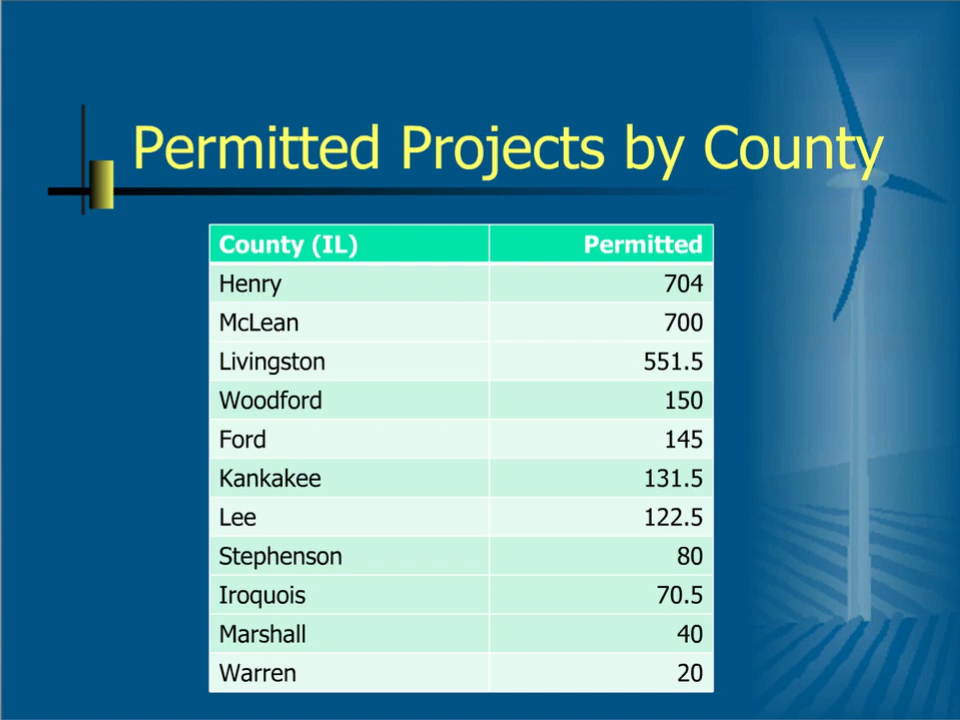 Permitted Projects by County
County (IL) Permitted
Henry 704
McLean 700
Livingston 551.5
Woodford 150
Ford 145
Kankakee 131.5
Lee 122.5
Stephenson 80
Iroquois 70.5
Marshall 40
Warren 20